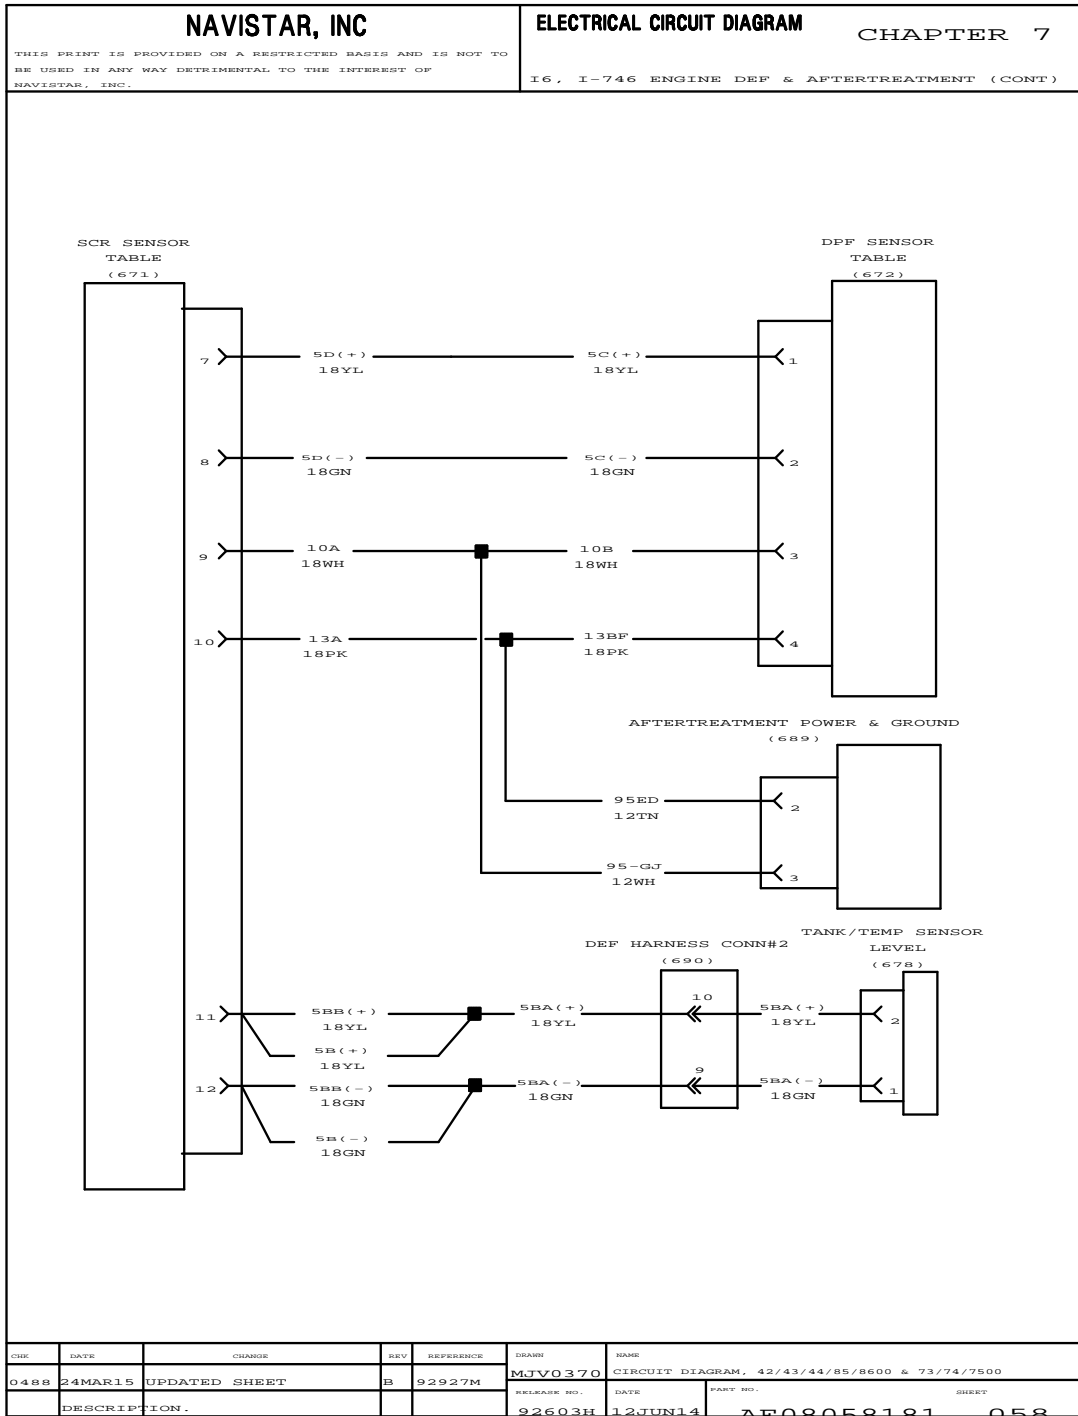 NAVISTAR, INC
THIS PRINT IS PROVIDED ON A RESTRICTED BASIS AND IS NOT TO
BE USED IN ANY WAY DETRIMENTAL TO THE INTEREST OF
NAVISTAR, INC.
ELECTRICAL CIRCUIT DIAGRAM
CHAPTER 7
I6, I-746 ENGINE DEF & AFTERTREATMENT (CONT)
SCR SENSOR
TABLE
(671)
DPF SENSOR
TABLE
(672)
7
5D(+)
18YL
5C(+)
18YL
1
8
5D(-)
18GN
5C(-)
18GN
2
9
10A
18WH
10B
18WH
3
10
13A
18PK
13BF
18PK
4
AFTERTREATMENT POWER & GROUND
(689)
95ED
12TN
2
95-GJ
12WH
3
DEF HARNESS CONN#2
(690)
TANK/TEMP SENSOR
LEVEL
(678)
11
5BB(+)
18YL
5B(+)
18YL
5BA(+)
18YL
10
5BA(+)
18YL
2
12
5BB(-)
18GN
5B(-)
18GN
5BA(-)
18GN
9
5BA(-)
18GN
1
CHK DATE CHANGE REV REFERENCE
0488 24MAR15 UPDATED SHEET B 92927M
DESCRIPTION.
DRAWN
MJV0370
NAME
CIRCUIT DIAGRAM, 42/43/44/85/8600 & 73/74/7500
RELEASE NO.
92603H
DATE
12JUN14
PART NO.
AE08058181
SHEET
058